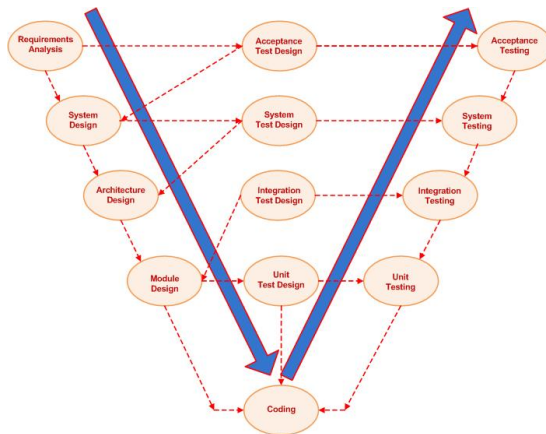 Requirements
Analysis
Acceptance
Test Design
Acceptance
Testing
System
Design
System
Test Design
System
Testing
Architecture
Design
Integration
Test Design
Integration
Testing
Module
Design
Unit
Test Design
Unit
Testing
Coding